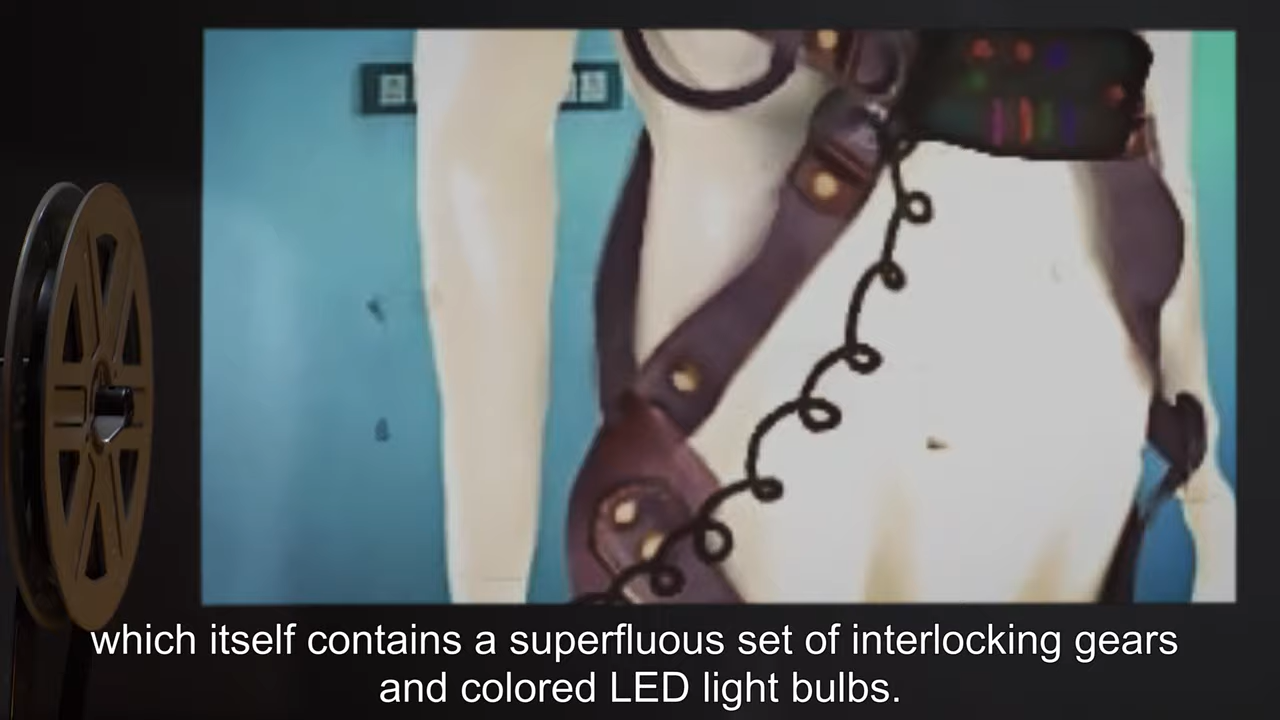 which itself contains a superfluous set of interlocking gears
and colored LED light bulbs.